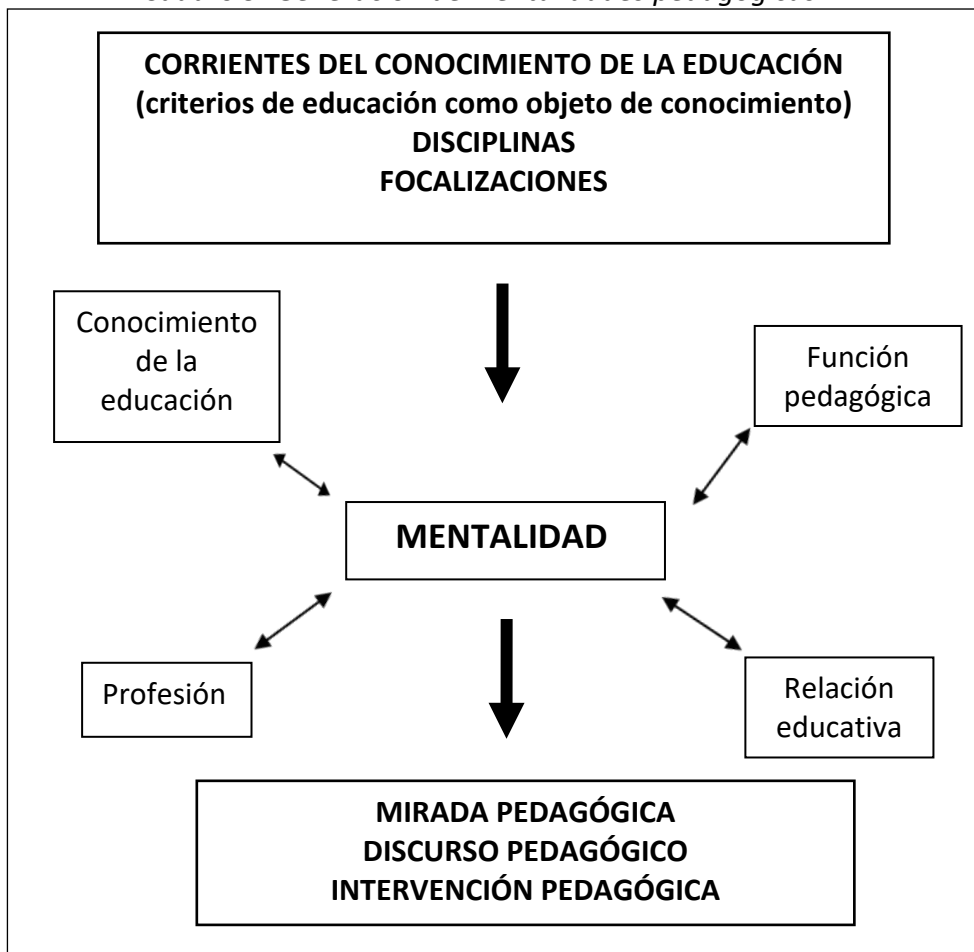 pedagógicas
CORRIENTES DEL CONOCIMIENTO DE LA EDUCACIÓN
(criterios de educación como objeto de conocimiento)
DISCIPLINAS
FOCALIZACIONES
Conocimiento
de la
educación
Función
pedagógica
MENTALIDAD
Profesión
Relación
educativa
MIRADA PEDAGÓGICA
DISCURSO PEDAGÓGICO
INTERVENCIÓN PEDAGÓGICA